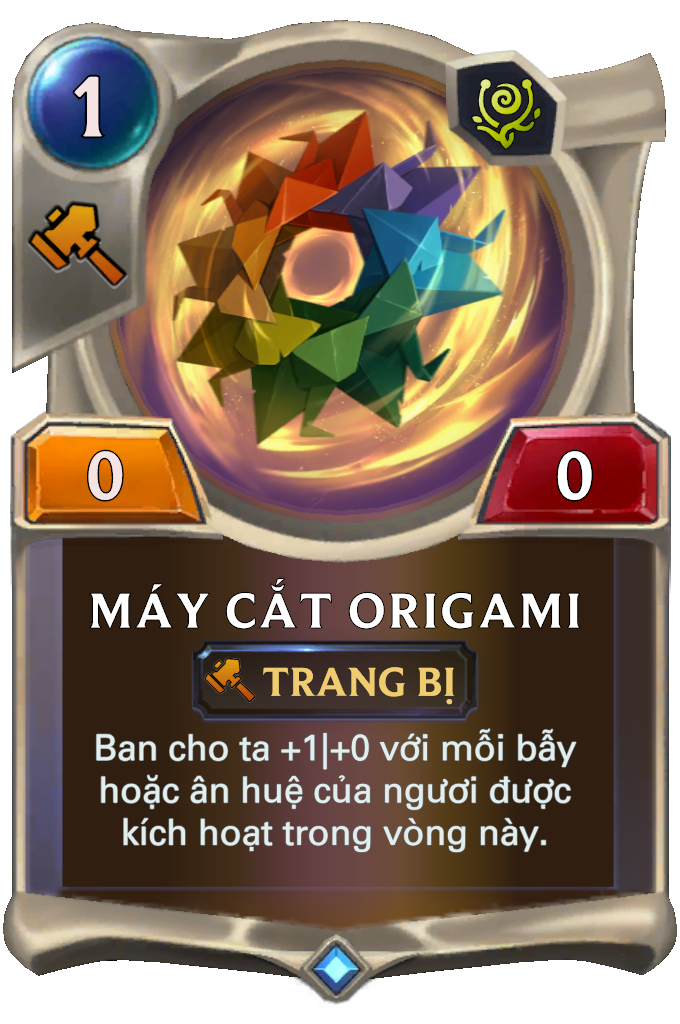 1
0
0
MÁY CẮT ORIGAMI
TRANG BỊ
Ban cho ta +1|+0 với mỗi bẫy
hoặc ân huệ của ngươi được
kích hoạt trong vòng này.